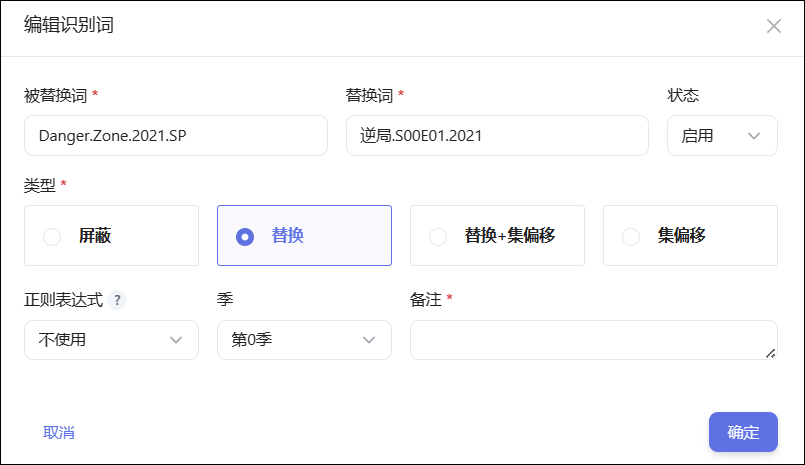 编辑识别词
被替换词 * 替换词 * 状态
Danger.Zone.2021.SP 逆局.S00E01.2021 启用
类型 *
屏蔽 替换 替换+集偏移 集偏移
正则表达式 ? 季 备注 *
不使用 第0季
取消 确定